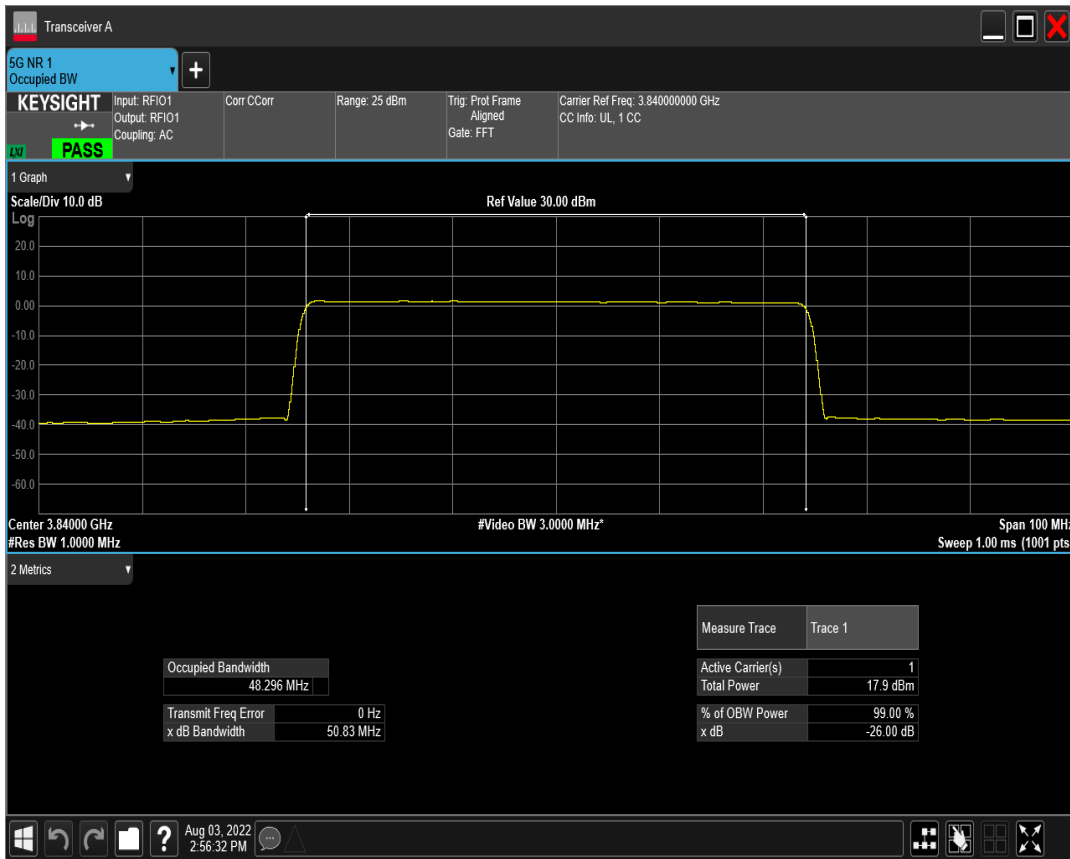 Transceiver A
5G NR 1
Occupied BW
KEYSIGHT
LXI
PASS
Input: RFIO1
Output: RFIO1
Coupling: AC
Corr CCorr
Range: 25 dBm
Trig: Prot Frame
Aligned
Gate: FFT
Carrier Ref Freq: 3.840000000 GHz
CC Info: UL, 1 CC
1 Graph
Scale/Div 10.0 dB
Ref Value 30.00 dBm
Log
20.0
10.0
0.00
-10.0
-20.0
-30.0
-40.0
-50.0
-60.0
Center 3.84000 GHz
#Video BW 3.0000 MHz*
Span 100 MHz
#Res BW 1.0000 MHz
Sweep 1.00 ms (1001 pts
2 Metrics
Measure Trace Trace 1
Occupied Bandwidth
48.296 MHz
Active Carrier(s) 1
Total Power 17.9 dBm
Transmit Freq Error 0 Hz
x dB Bandwidth 50.83 MHz
% of OBW Power 99.00 %
x dB -26.00 dB
?
Aug 03, 2022
2:56:32 PM